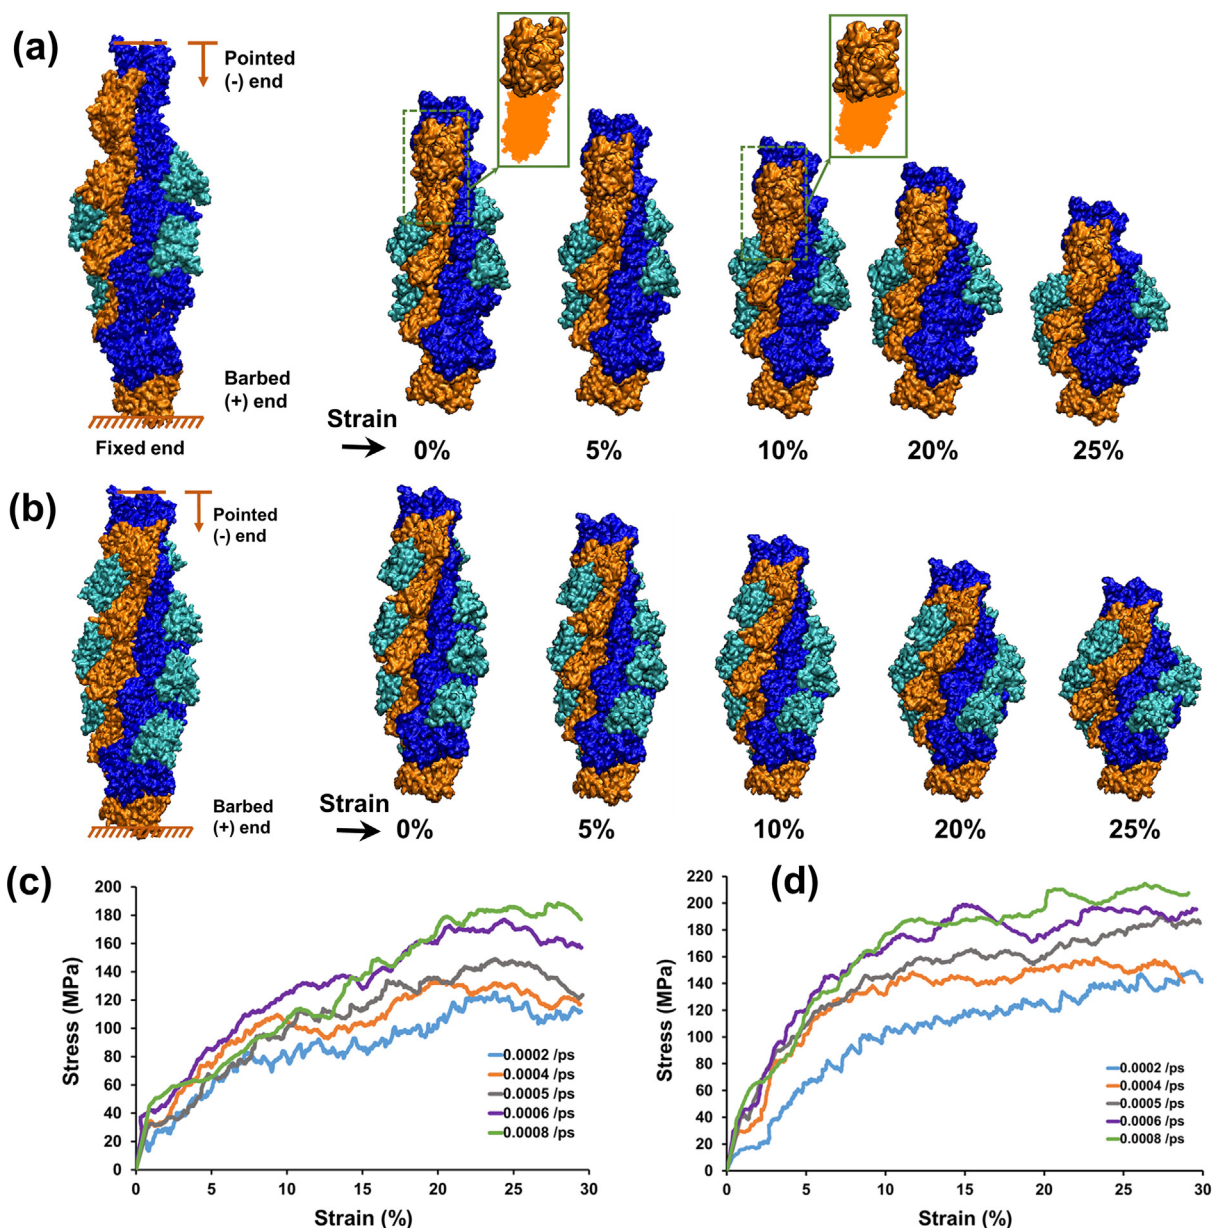 (a)
Pointed
(-) end
Barbed
(+) end
Fixed end
Strain
0%
5%
10%
20%
25%
(b)
Pointed
(-) end
Barbed
(+) end
Strain
0%
5%
10%
20%
25%
(c)
Stress (MPa)
200
180
160
140
120
100
80
60
40
20
0
0.0002 /ps
0.0004 /ps
0.0005 /ps
0.0006 /ps
0.0008 /ps
0 5 10 15 20 25 30
Strain (%)
(d)
Stress (MPa)
220
200
180
160
140
120
100
80
60
40
20
0
0.0002 /ps
0.0004 /ps
0.0005 /ps
0.0006 /ps
0.0008 /ps
0 5 10 15 20 25 30
Strain (%)